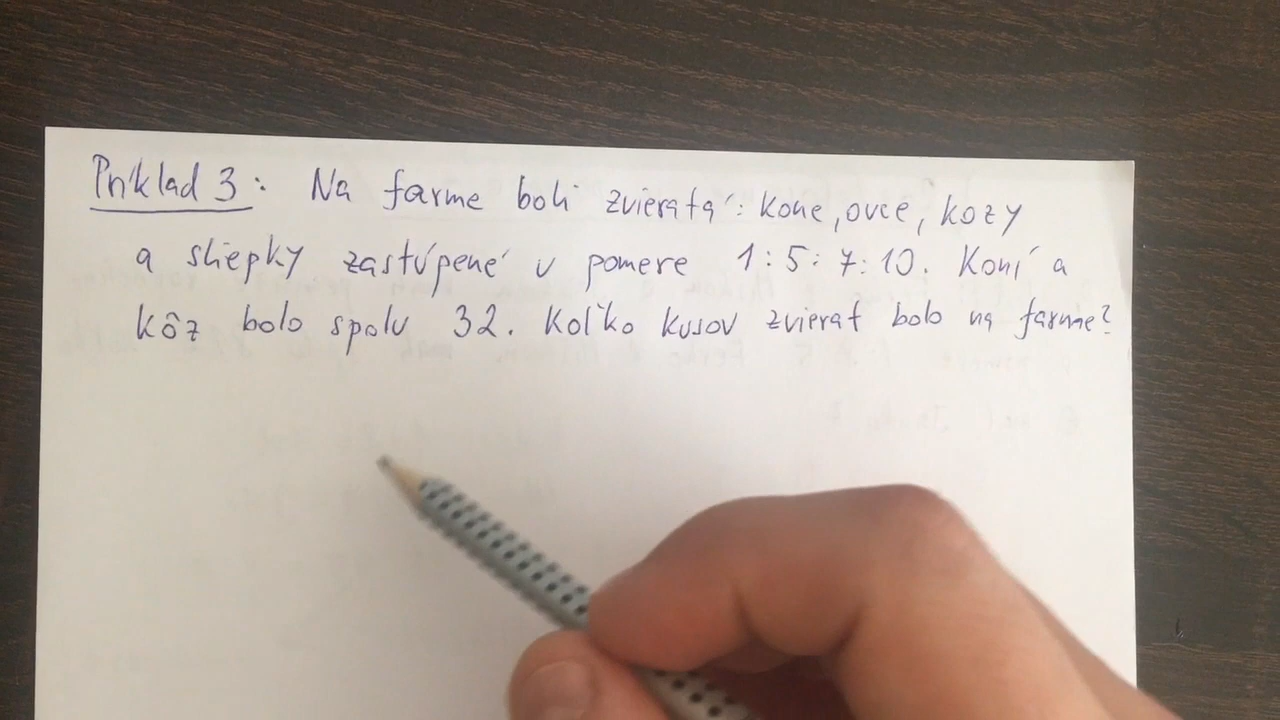 Príklad 3: Na farme boli zvieratá: kone, ovce, kozy
a sliepky zastúpené v pomere 1:5:7:10. Koní a
kôz bolo spolu 32. Koľko kusov zvierat bolo na farme?